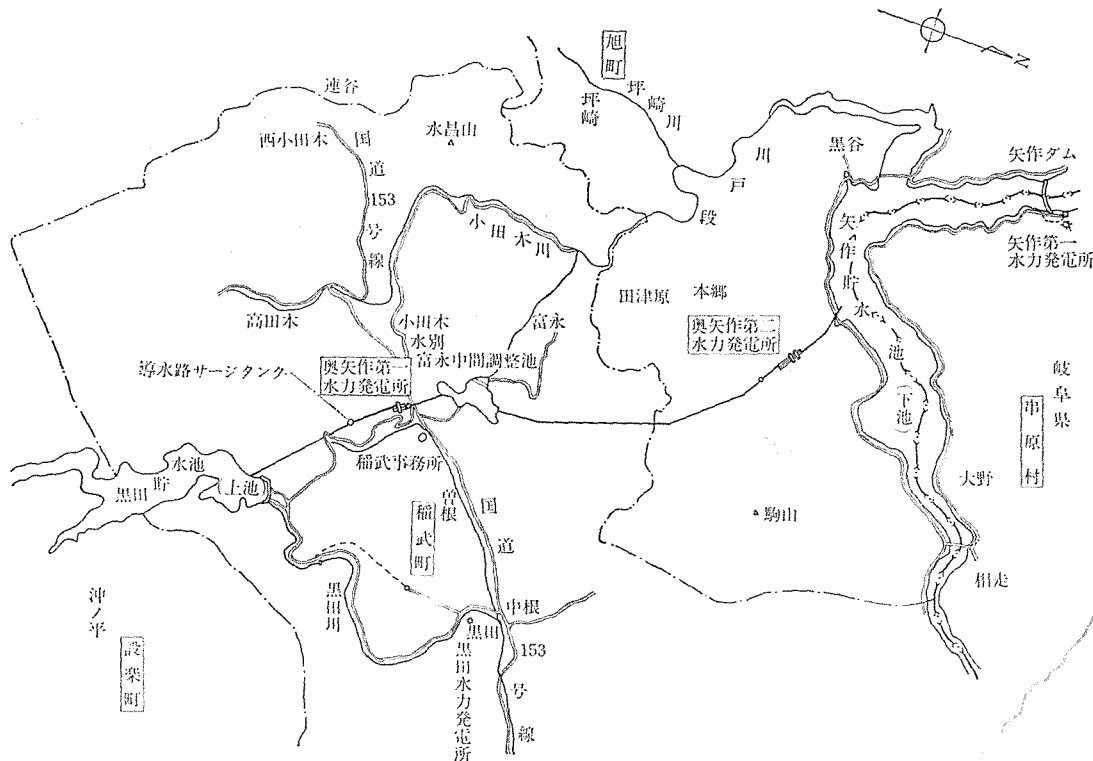 N
旭町
坪崎川
坪崎
連谷
西小田木
国道153号線
水昌山
小田木川
川戸段
黒谷
矢作ダム
矢作第一
水力発電所
矢作貯水池
(下池)
田津原
本郷
奥矢作第二
水力発電所
富永
高田木
小田木
水別
富永中間調整池
奥矢作第一
水力発電所
導水路サージタンク
稲武事務所
黒田貯水池
(上池)
曽根
稲武町
国道153号線
駒山
岐阜県
串原村
大野
相走
黒田川
中根
黒田
黒田水力発電所
沖ノ平
設楽町